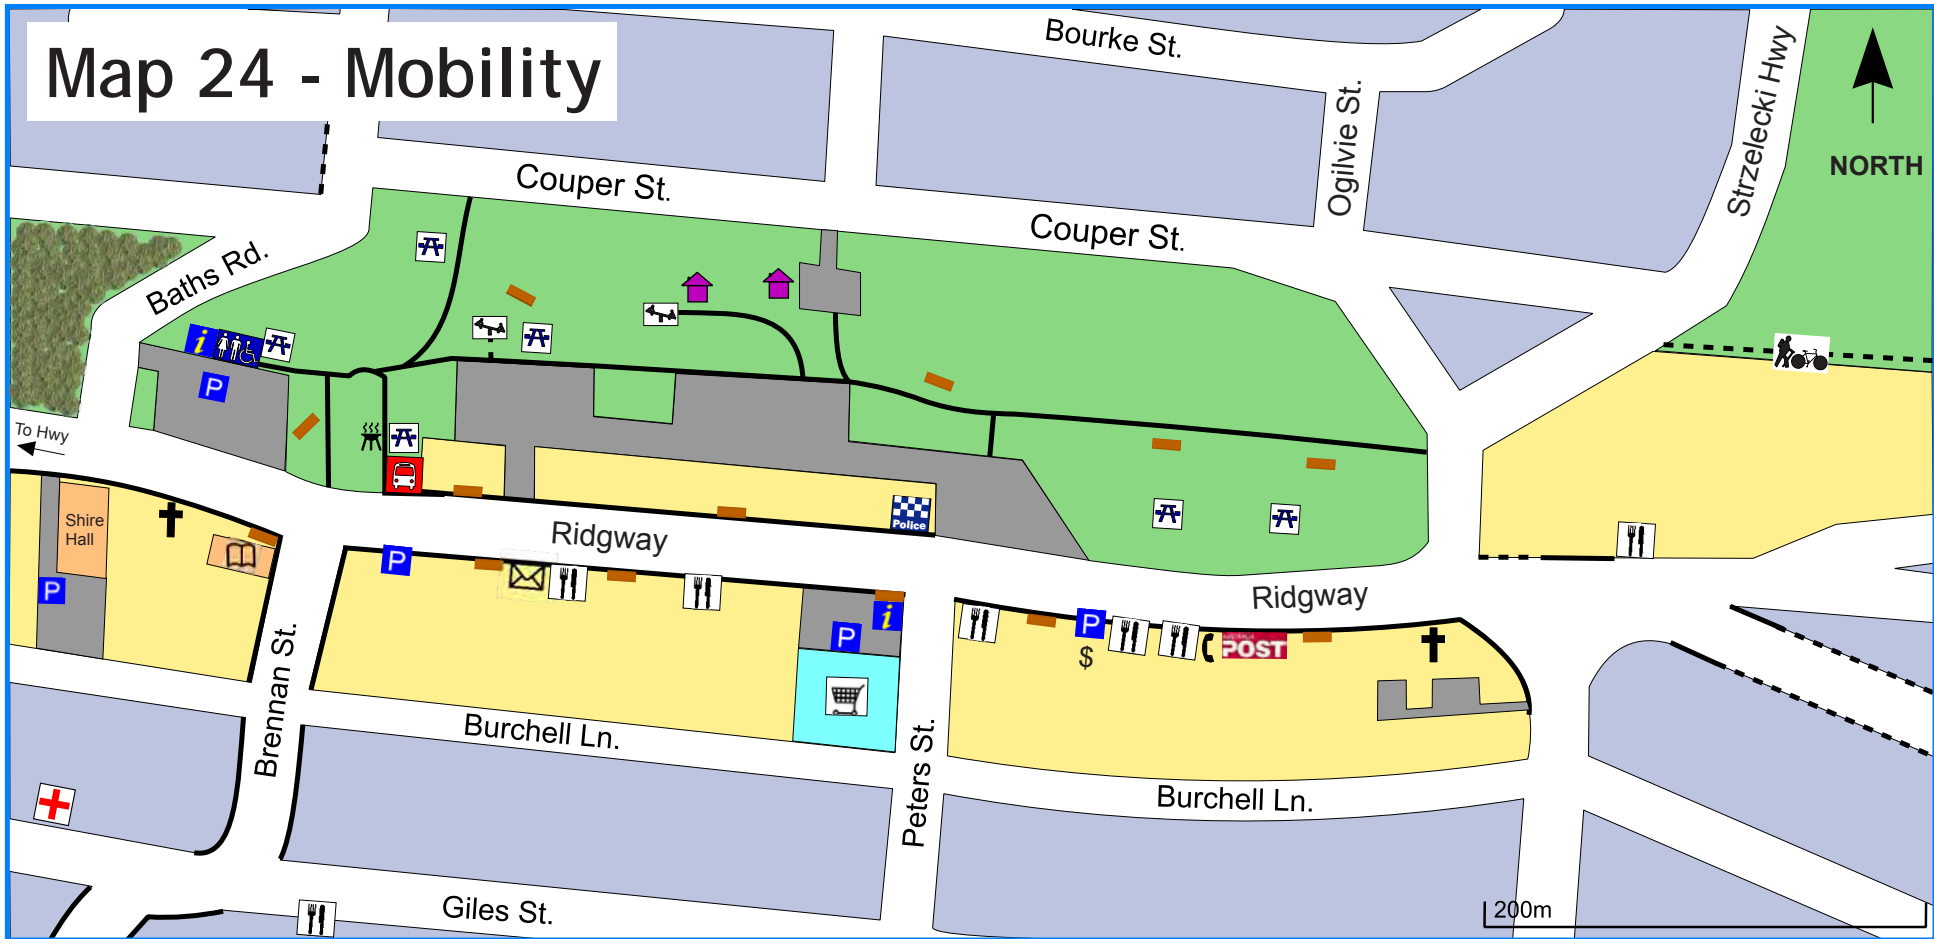 Map 24 - Mobility
Bourke St.
Strzelecki Hwy
NORTH
Ogilvie St.
Couper St.
Couper St.
Baths Rd.
i
P
To Hwy
Shire
Hall
P
Police
Ridgway
P
Ridgway
i
P
P
$
AUSTRALIA
POST
Brennan St.
Burchell Ln.
Peters St.
Burchell Ln.
Giles St.
200m